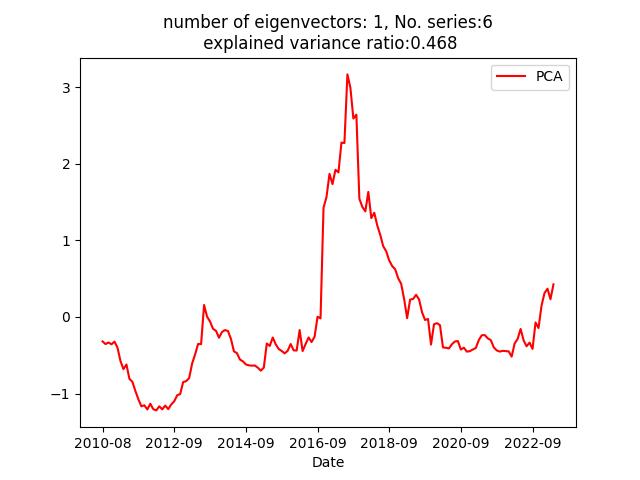 number of eigenvectors: 1, No. series:6
explained variance ratio:0.468
PCA
3
2
1
0
−1
2010-08 2012-09 2014-09 2016-09 2018-09 2020-09 2022-09
Date